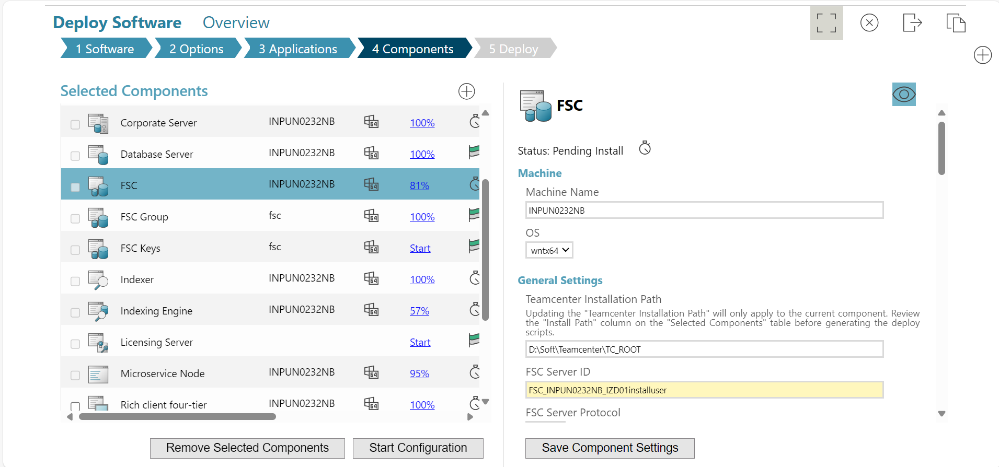 Deploy Software Overview
1 Software 2 Options 3 Applications 4 Components 5 Deploy
Selected Components
Corporate Server INPUN0232NB 64 100%
Database Server INPUN0232NB 64 100%
FSC INPUN0232NB 64 81%
FSC Group fsc 64 100%
FSC Keys fsc 64 Start
Indexer INPUN0232NB 64 100%
Indexing Engine INPUN0232NB 64 57%
Licensing Server Start
Microservice Node INPUN0232NB 64 95%
Rich client four-tier INPUN0232NB 64 100%
Remove Selected Components Start Configuration
FSC
Status: Pending Install
Machine
Machine Name
INPUN0232NB
OS
wntx64
General Settings
Teamcenter Installation Path
Updating the "Teamcenter Installation Path" will only apply to the current component. Review
the "Install Path" column on the "Selected Components" table before generating the deploy
scripts.
D:\Soft\Teamcenter\TC_ROOT
FSC Server ID
FSC_INPUN0232NB_IZD01installuser
FSC Server Protocol
Save Component Settings